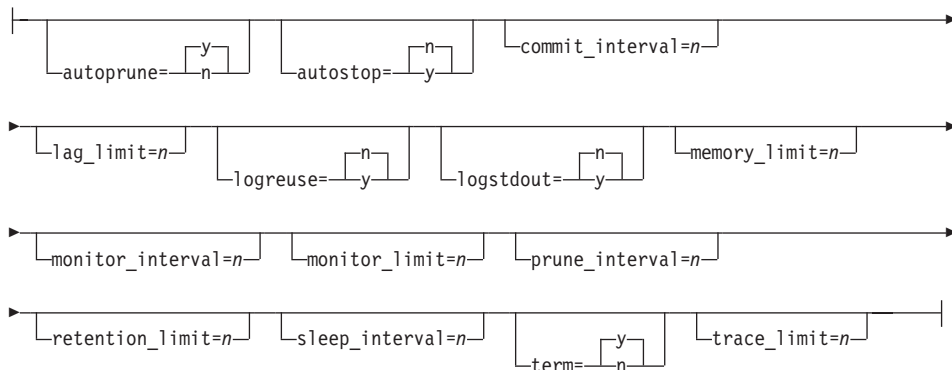 y n commit_interval=n
autoprune= n autostop= y
lag_limit=n n n memory_limit=n
logreuse= y logstdout= y
monitor_interval=n monitor_limit=n prune_interval=n
retention_limit=n sleep_interval=n y trace_limit=n
term= n